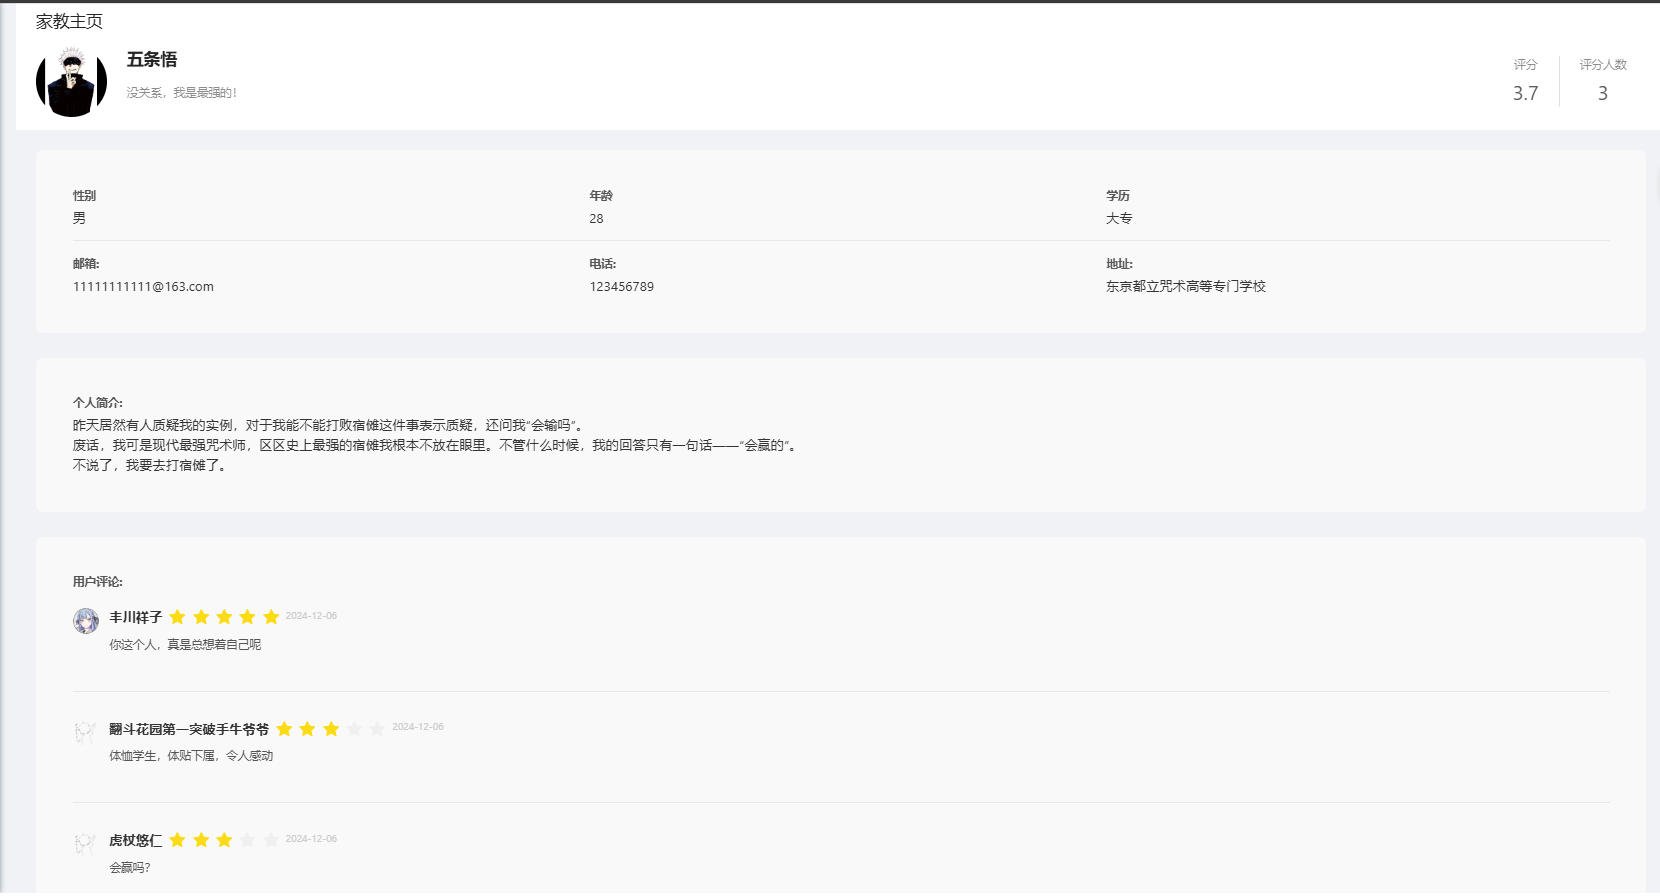 家教主页
五条悟
没关系，我是最强的！
评分
评分人数
3.7
3
性别
年龄
学历
男
28
大专
邮箱:
电话:
地址:
11111111111@163.com
123456789
东京都立咒术高等专门学校
个人简介:
昨天居然有人质疑我的实例，对于我能不能打败宿傩这件事表示质疑，还问我“会输吗”。
废话，我可是现代最强咒术师，区区史上最强的宿傩我根本不放在眼里。不管什么时候，我的回答只有一句话——“会赢的”。
不说了，我要去打宿傩了。
用户评论:
丰川祥子 2024-12-06
你这个人，真是总想着自己呢
翻斗花园第一突破手牛爷爷 2024-12-06
体恤学生，体贴下属，令人感动
虎杖悠仁 2024-12-06
会赢吗？